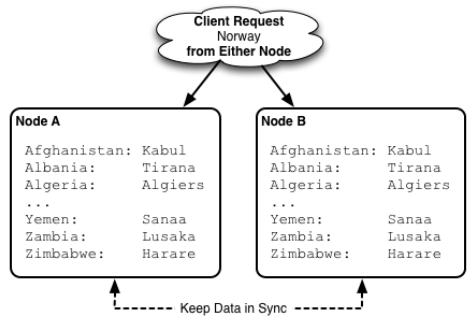 Client Request
Norway
from Either Node
Node A
Afghanistan: Kabul
Albania: Tirana
Algeria: Algiers
...
Yemen: Sanaa
Zambia: Lusaka
Zimbabwe: Harare
Node B
Afghanistan: Kabul
Albania: Tirana
Algeria: Algiers
...
Yemen: Sanaa
Zambia: Lusaka
Zimbabwe: Harare
Keep Data in Sync